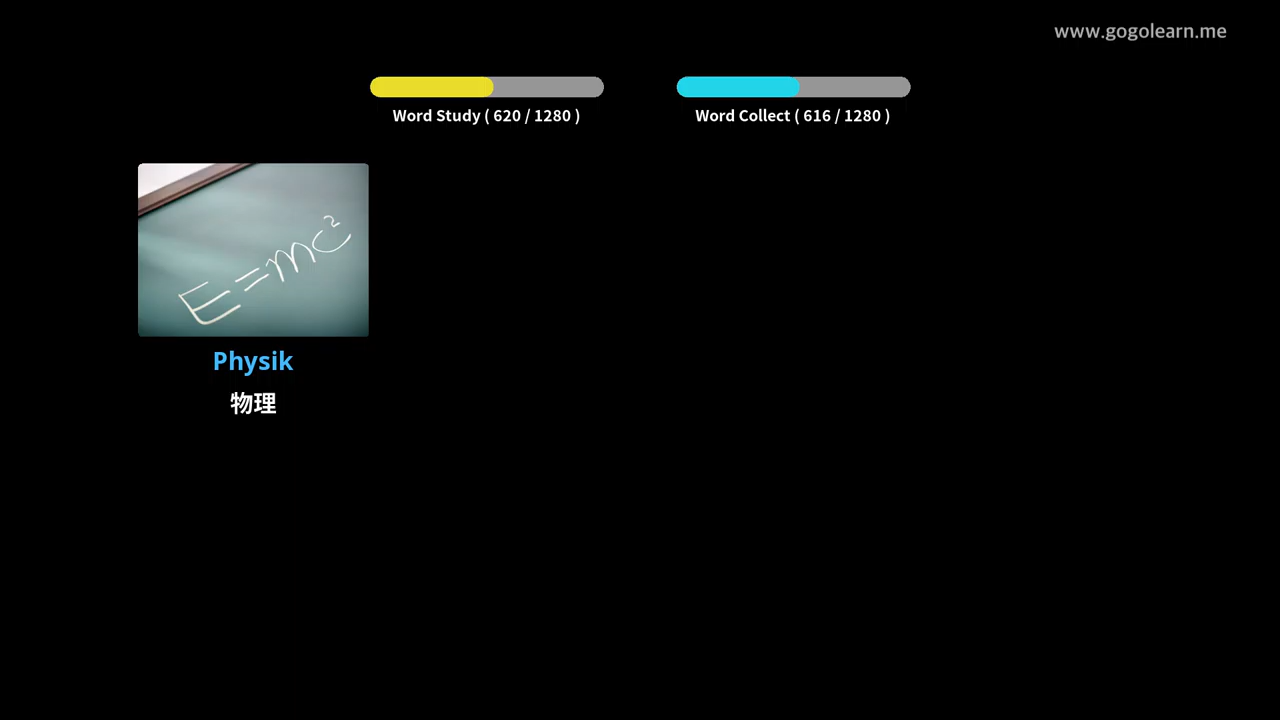 www.gogolearn.me
Word Study ( 620 / 1280 )
Word Collect ( 616 / 1280 )
E=mc²
Physik
物理